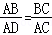 AB/AD = BC/AC